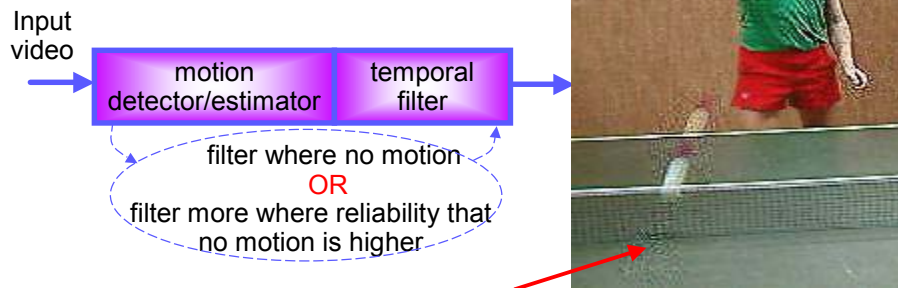 Input
video
motion
detector/estimator
temporal
filter
filter where no motion
OR
filter more where reliability that
no motion is higher